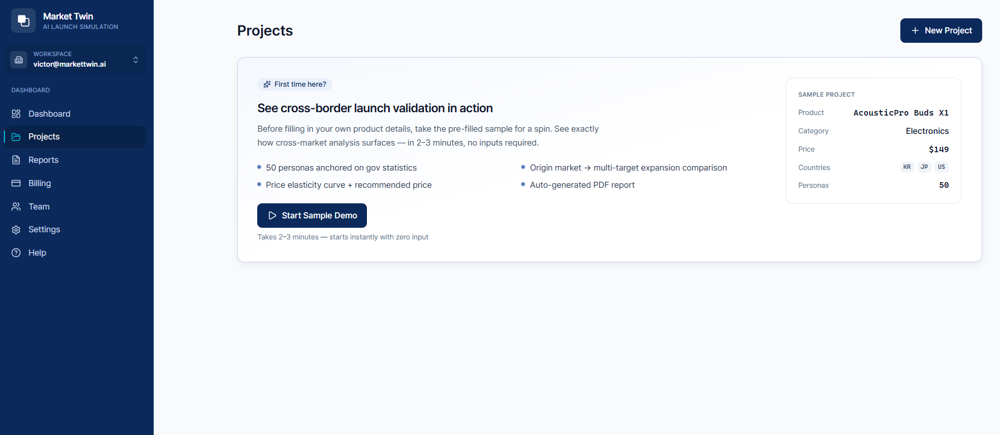 Market Twin
AI LAUNCH SIMULATION
WORKSPACE
victor@markettwin.ai
DASHBOARD
Dashboard
Projects
Reports
Billing
Team
Settings
Help
Projects
New Project
First time here?
See cross-border launch validation in action
Before filling in your own product details, take the pre-filled sample for a spin. See exactly
how cross-market analysis surfaces — in 2–3 minutes, no inputs required.
50 personas anchored on gov statistics
Origin market → multi-target expansion comparison
Price elasticity curve + recommended price
Auto-generated PDF report
Start Sample Demo
Takes 2–3 minutes — starts instantly with zero input
SAMPLE PROJECT
Product AcousticPro Buds X1
Category Electronics
Price $149
Countries KR JP US
Personas 50